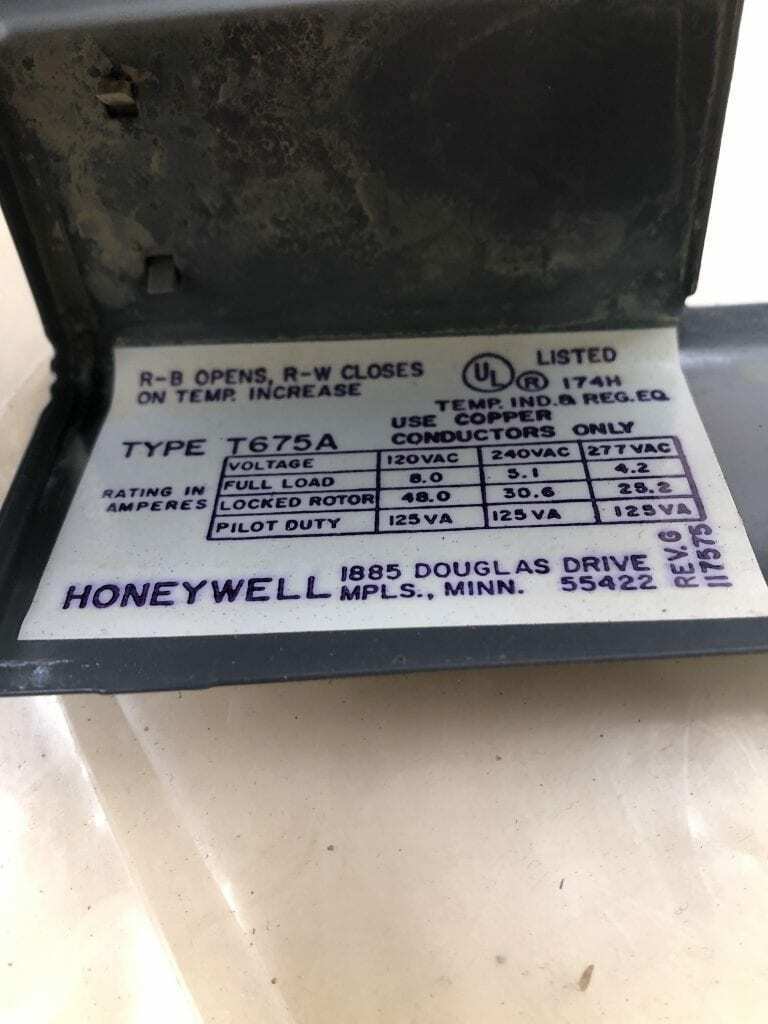 R-B OPENS, R-W CLOSES
ON TEMP. INCREASE
UL ® LISTED
174H
TEMP. IND. & REG. EQ.
USE COPPER
CONDUCTORS ONLY
TYPE T675A
RATING IN
AMPERES
VOLTAGE 120VAC 240VAC 277VAC
FULL LOAD 8.0 5.1 4.2
LOCKED ROTOR 48.0 30.6 25.2
PILOT DUTY 125VA 125VA 125VA
HONEYWELL
1885 DOUGLAS DRIVE
MPLS., MINN. 55422
REV.G
117575